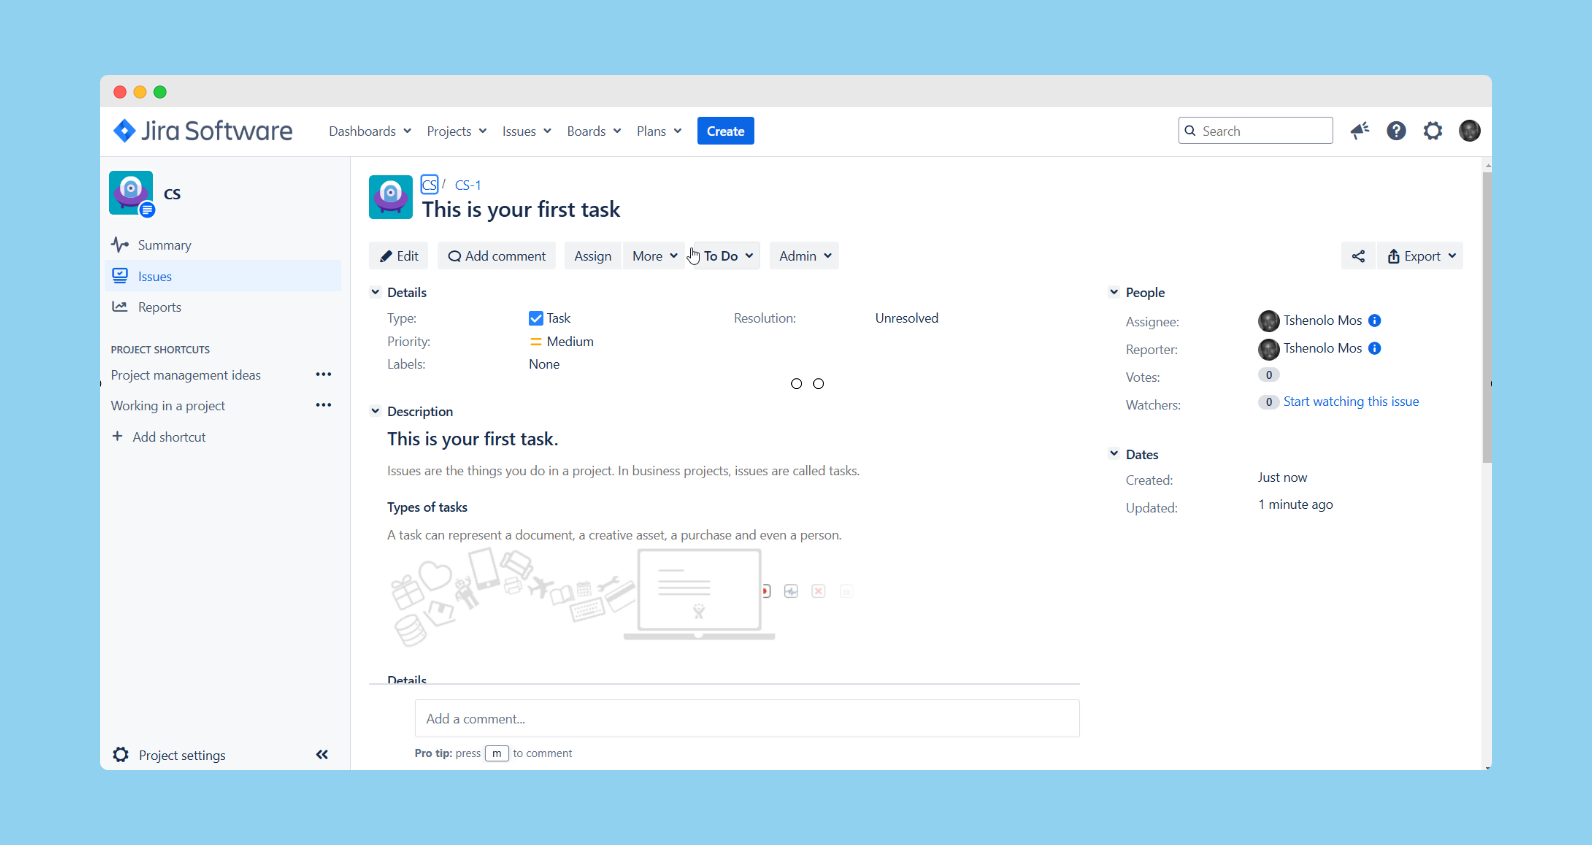 Jira Software
Dashboards Projects Issues Boards Plans Create Search
CS
Summary
Issues
Reports
PROJECT SHORTCUTS
Project management ideas
Working in a project
+ Add shortcut
Project settings
CS / CS-1
This is your first task
Edit Add comment Assign More To Do Admin Export
Details
Type: Task Resolution: Unresolved
Priority: Medium
Labels: None
Description
This is your first task.
Issues are the things you do in a project. In business projects, issues are called tasks.
Types of tasks
A task can represent a document, a creative asset, a purchase and even a person.
Details
Add a comment...
Pro tip: press m to comment
People
Assignee: Tshenolo Mos
Reporter: Tshenolo Mos
Votes: 0
Watchers: 0 Start watching this issue
Dates
Created: Just now
Updated: 1 minute ago